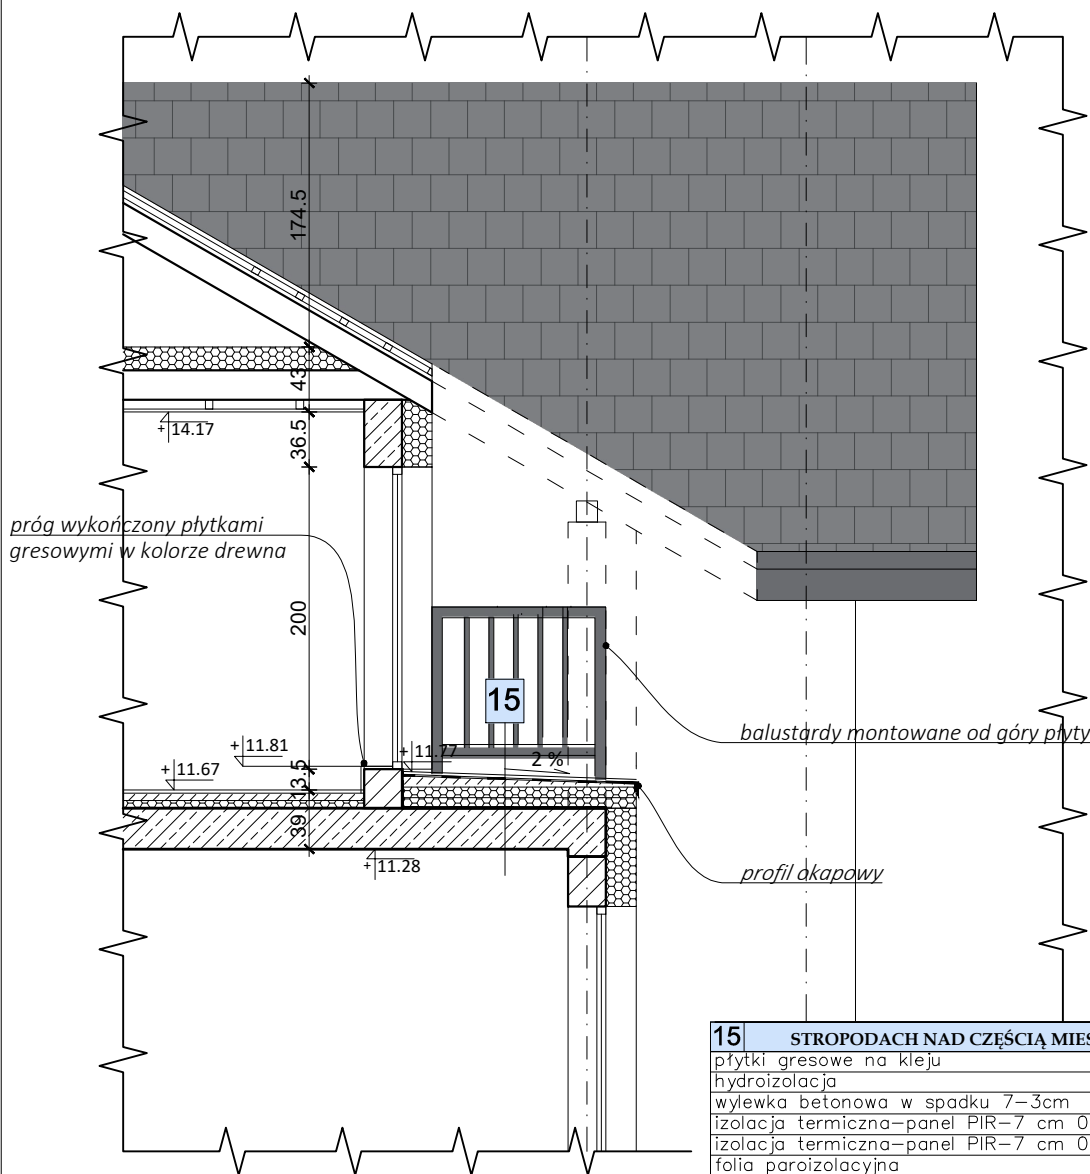 174.5
43
+14.17
36.5
próg wykończony płytkami
gresowymi w kolorze drewna
200
15
balustardy montowane od góry płyty
+11.81
+11.77
2 %
+11.67
13.5
39
+11.28
profil okapowy
15 STROPODACH NAD CZĘŚCIĄ
płytki gresowe na kleju
hydroizolacja
wylewka betonowa w spadku 7-3cm
izolacja termiczna-panel PIR-7 cm 0
izolacja termiczna-panel PIR-7 cm 0
folia paroizolacyjna